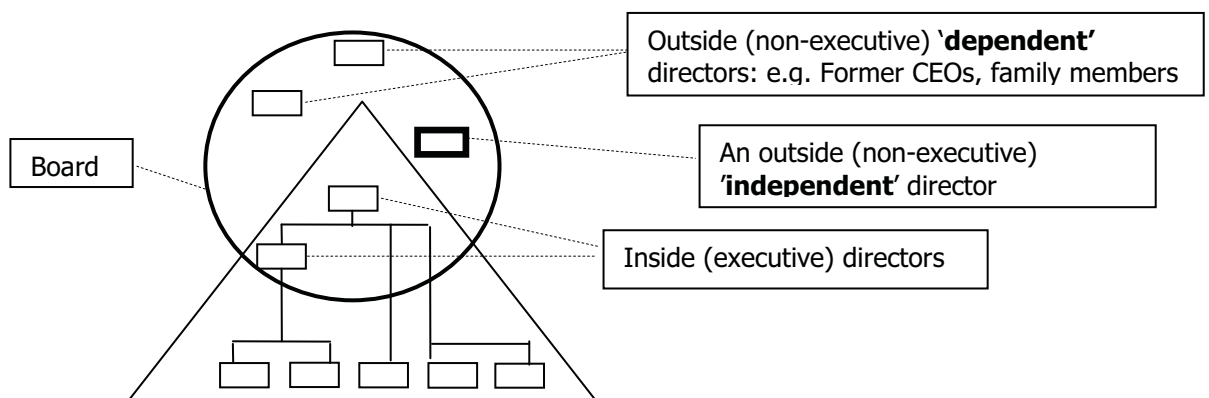 Outside (non-executive) ‘dependent’
directors: e.g. Former CEOs, family members
Board
An outside (non-executive)
’independent’ director
Inside (executive) directors